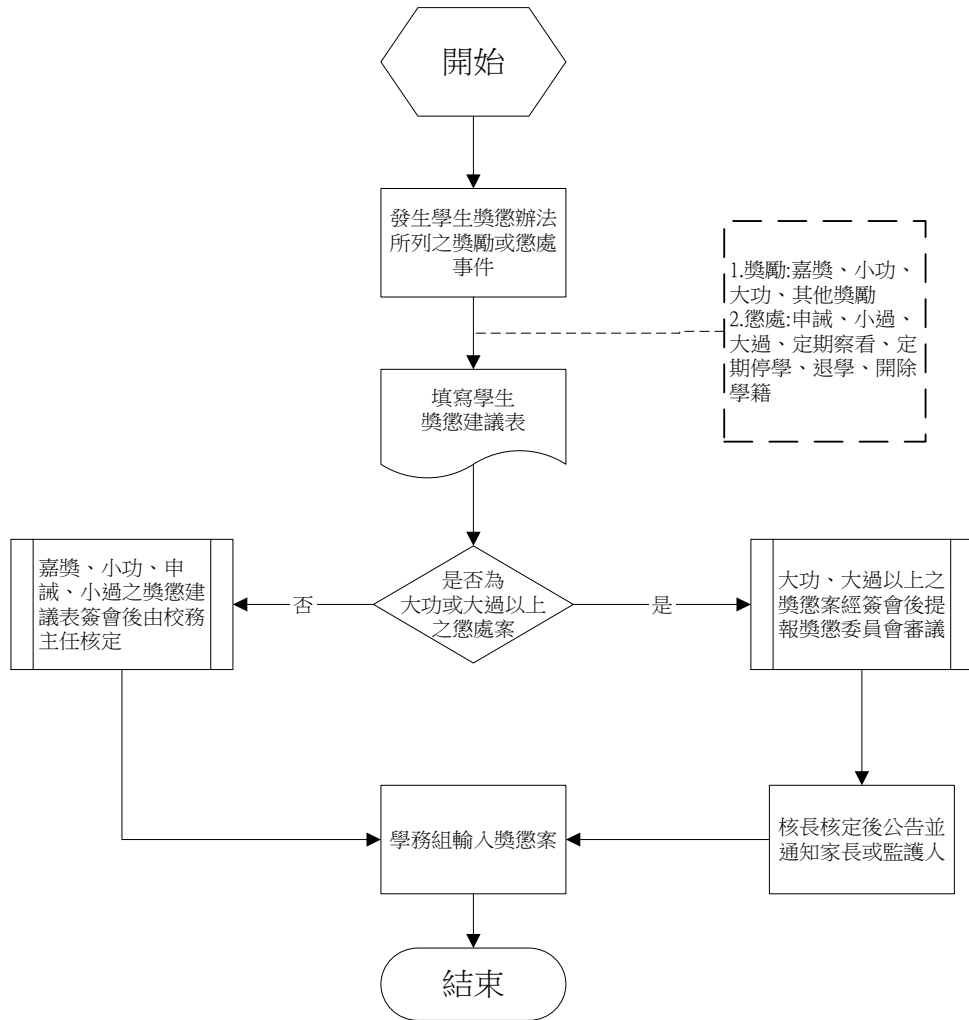 開始
發生學生獎懲辦法
所列之獎勵或懲處
事件
1.獎勵:嘉獎、小功、
大功、其他獎勵
2.懲處:申誡、小過、
大過、定期察看、定
期停學、退學、開除
學籍
填寫學生
獎懲建議表
是否為
大功或大過以上
之懲處案
否
是
嘉獎、小功、申
誡、小過之獎懲建
議表簽會後由校務
主任核定
大功、大過以上之
獎懲案經簽會後提
報獎懲委員會審議
學務組輸入獎懲案
核長核定後公告並
通知家長或監護人
結束